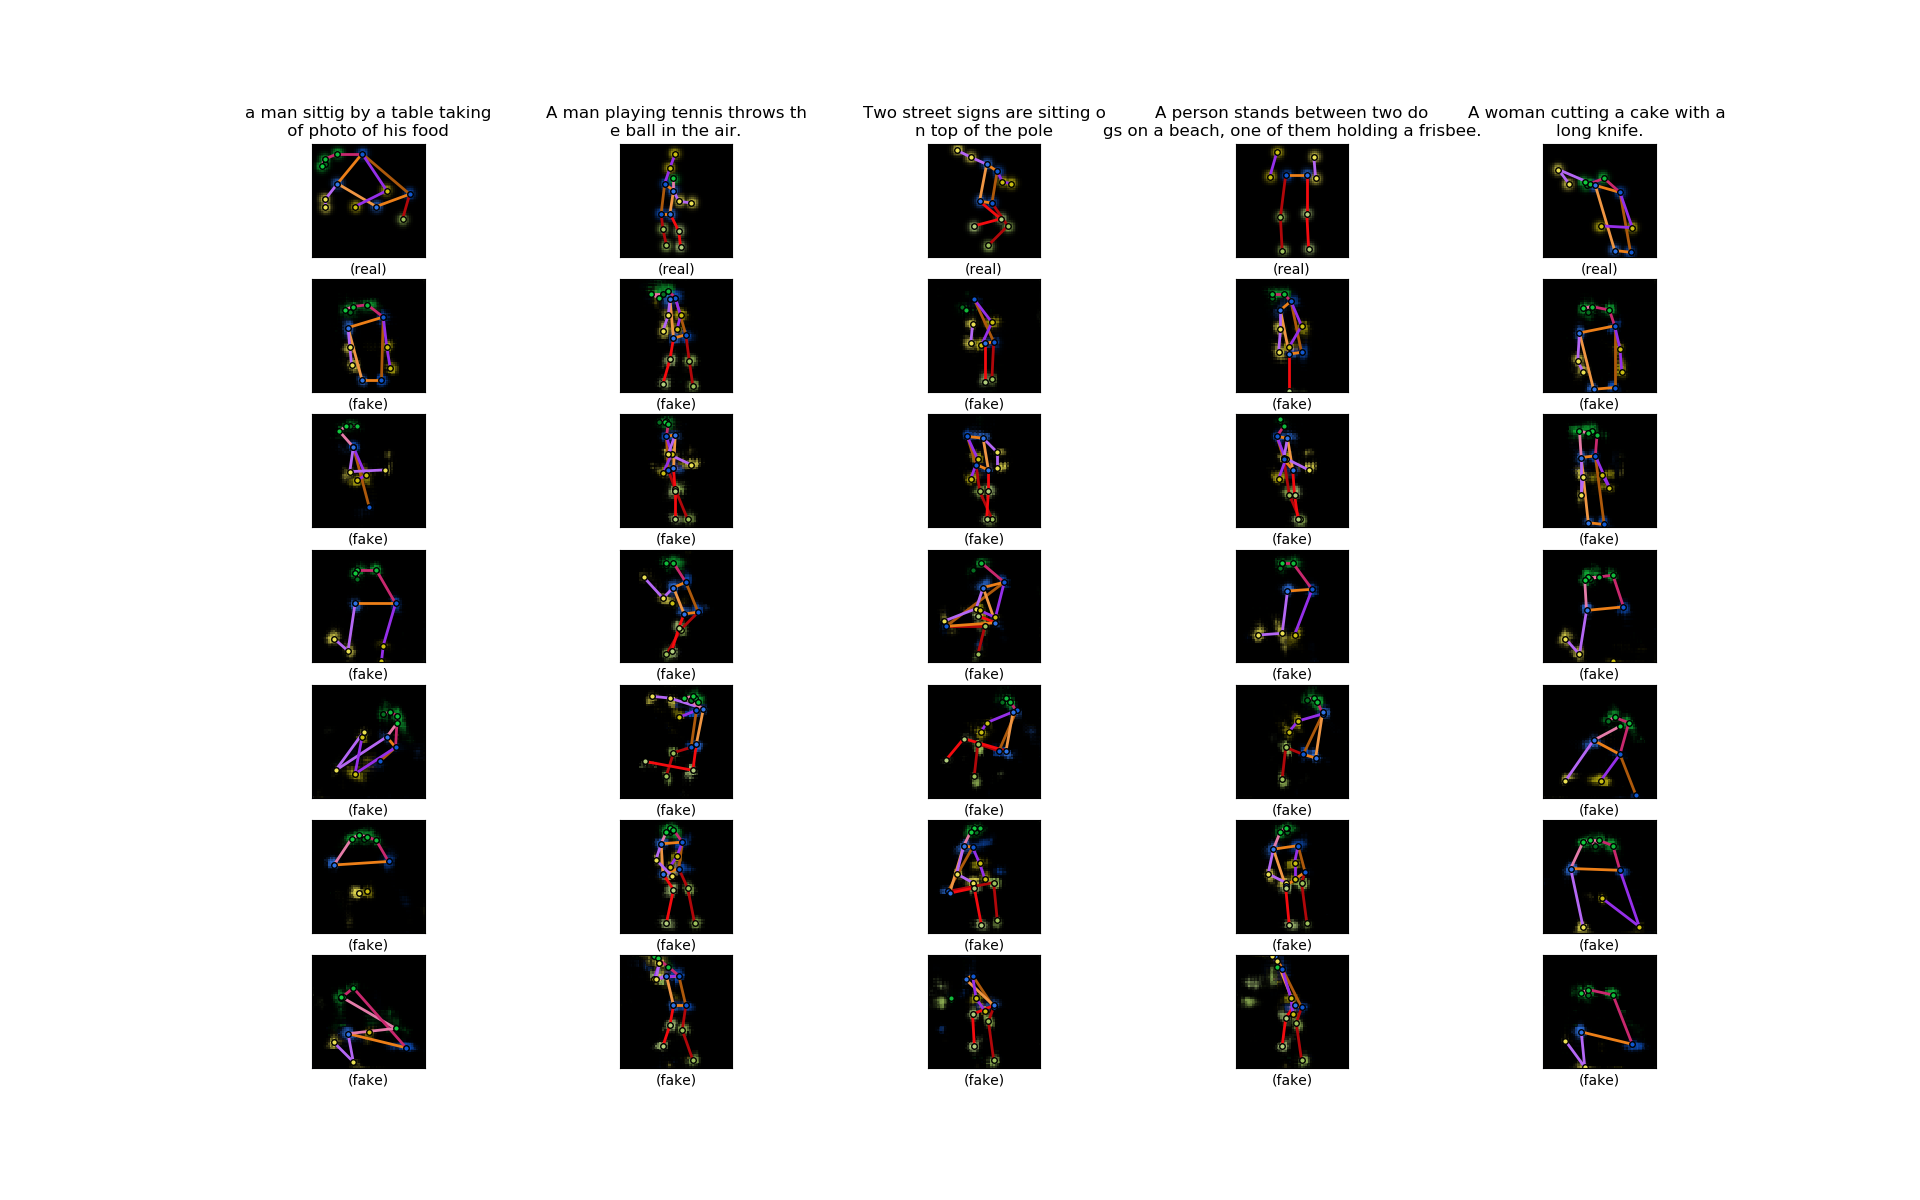 a man sittig by a table taking
of photo of his food
A man playing tennis throws th
e ball in the air.
Two street signs are sitting o
n top of the pole
A person stands between two do
gs on a beach, one of them holding a frisbee.
A woman cutting a cake with a
long knife.
(real) (real) (real) (real) (real)
(fake) (fake) (fake) (fake) (fake)
(fake) (fake) (fake) (fake) (fake)
(fake) (fake) (fake) (fake) (fake)
(fake) (fake) (fake) (fake) (fake)
(fake) (fake) (fake) (fake) (fake)
(fake) (fake) (fake) (fake) (fake)